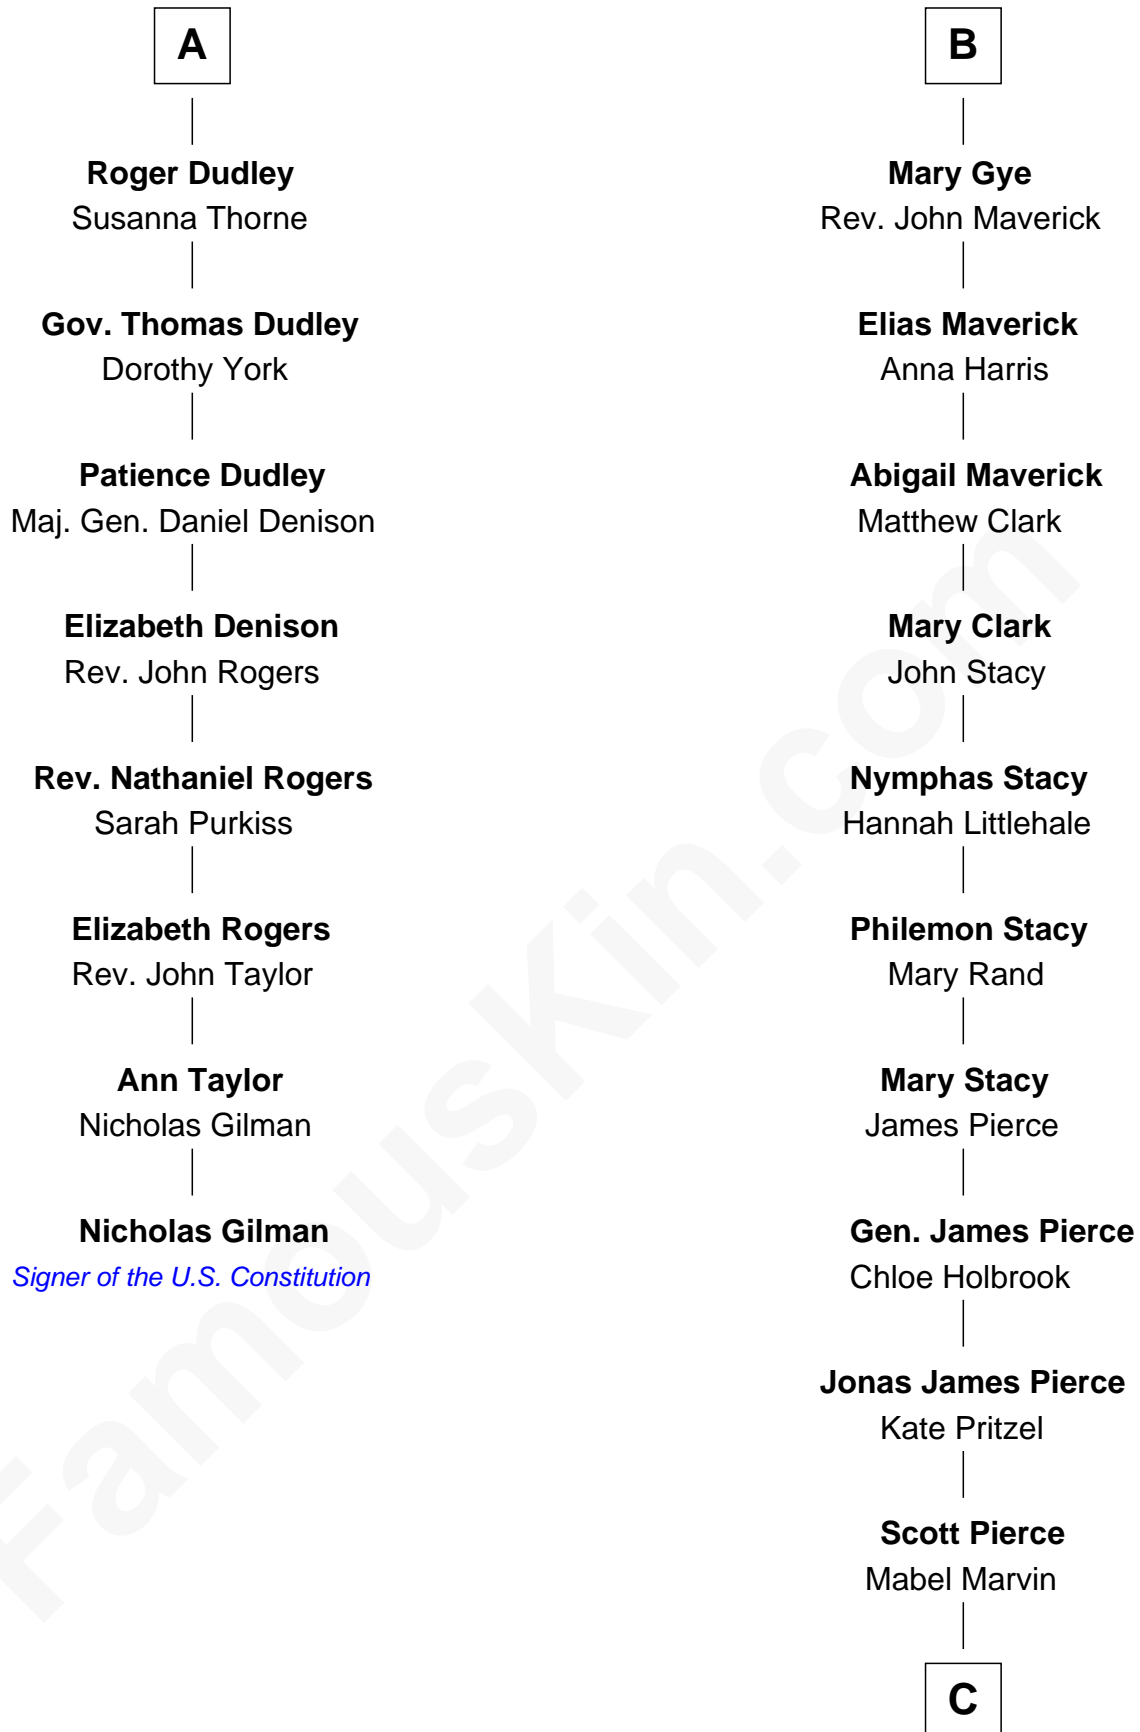 A
Roger Dudley
Susanna Thorne
Gov. Thomas Dudley
Dorothy York
Patience Dudley
Maj. Gen. Daniel Denison
Elizabeth Denison
Rev. John Rogers
Rev. Nathaniel Rogers
Sarah Purkiss
Elizabeth Rogers
Rev. John Taylor
Ann Taylor
Nicholas Gilman
Nicholas Gilman
Signer of the U.S. Constitution
B
Mary Gye
Rev. John Maverick
Elias Maverick
Anna Harris
Abigail Maverick
Matthew Clark
Mary Clark
John Stacy
Nymphas Stacy
Hannah Littlehale
Philemon Stacy
Mary Rand
Mary Stacy
James Pierce
Gen. James Pierce
Chloe Holbrook
Jonas James Pierce
Kate Pritzel
Scott Pierce
Mabel Marvin
C
FamousKin.com